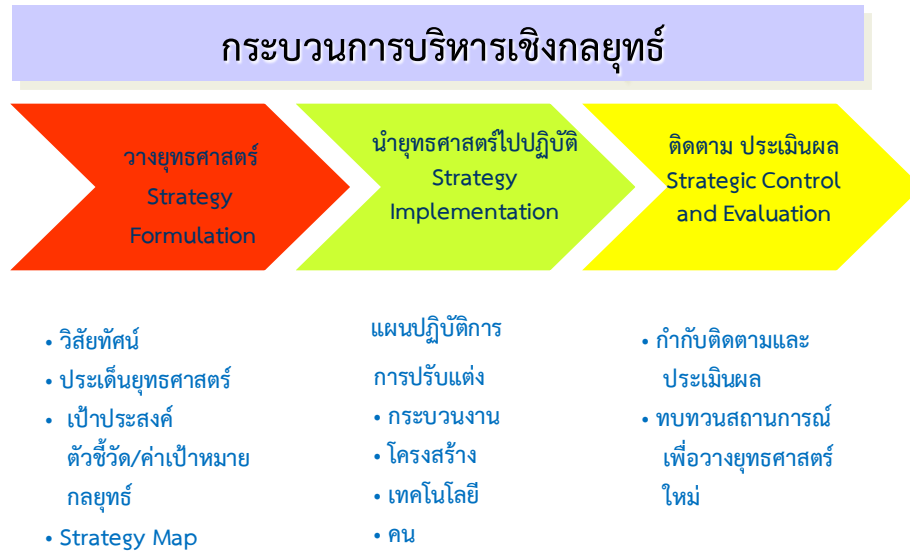 กระบวนการบริหารเชิงกลยุทธ์
วางยุทธศาสตร์
Strategy
Formulation
นำยุทธศาสตร์ไปปฏิบัติ
Strategy
Implementation
ติดตาม ประเมินผล
Strategic Control
and Evaluation
• วิสัยทัศน์
• ประเด็นยุทธศาสตร์
• เป้าประสงค์
ตัวชี้วัด/ค่าเป้าหมาย
กลยุทธ์
• Strategy Map
แผนปฏิบัติการ
การปรับแต่ง
• กระบวนงาน
• โครงสร้าง
• เทคโนโลยี
• คน
• กำกับติดตามและ
ประเมินผล
• ทบทวนสถานการณ์
เพื่อวางยุทธศาสตร์
ใหม่